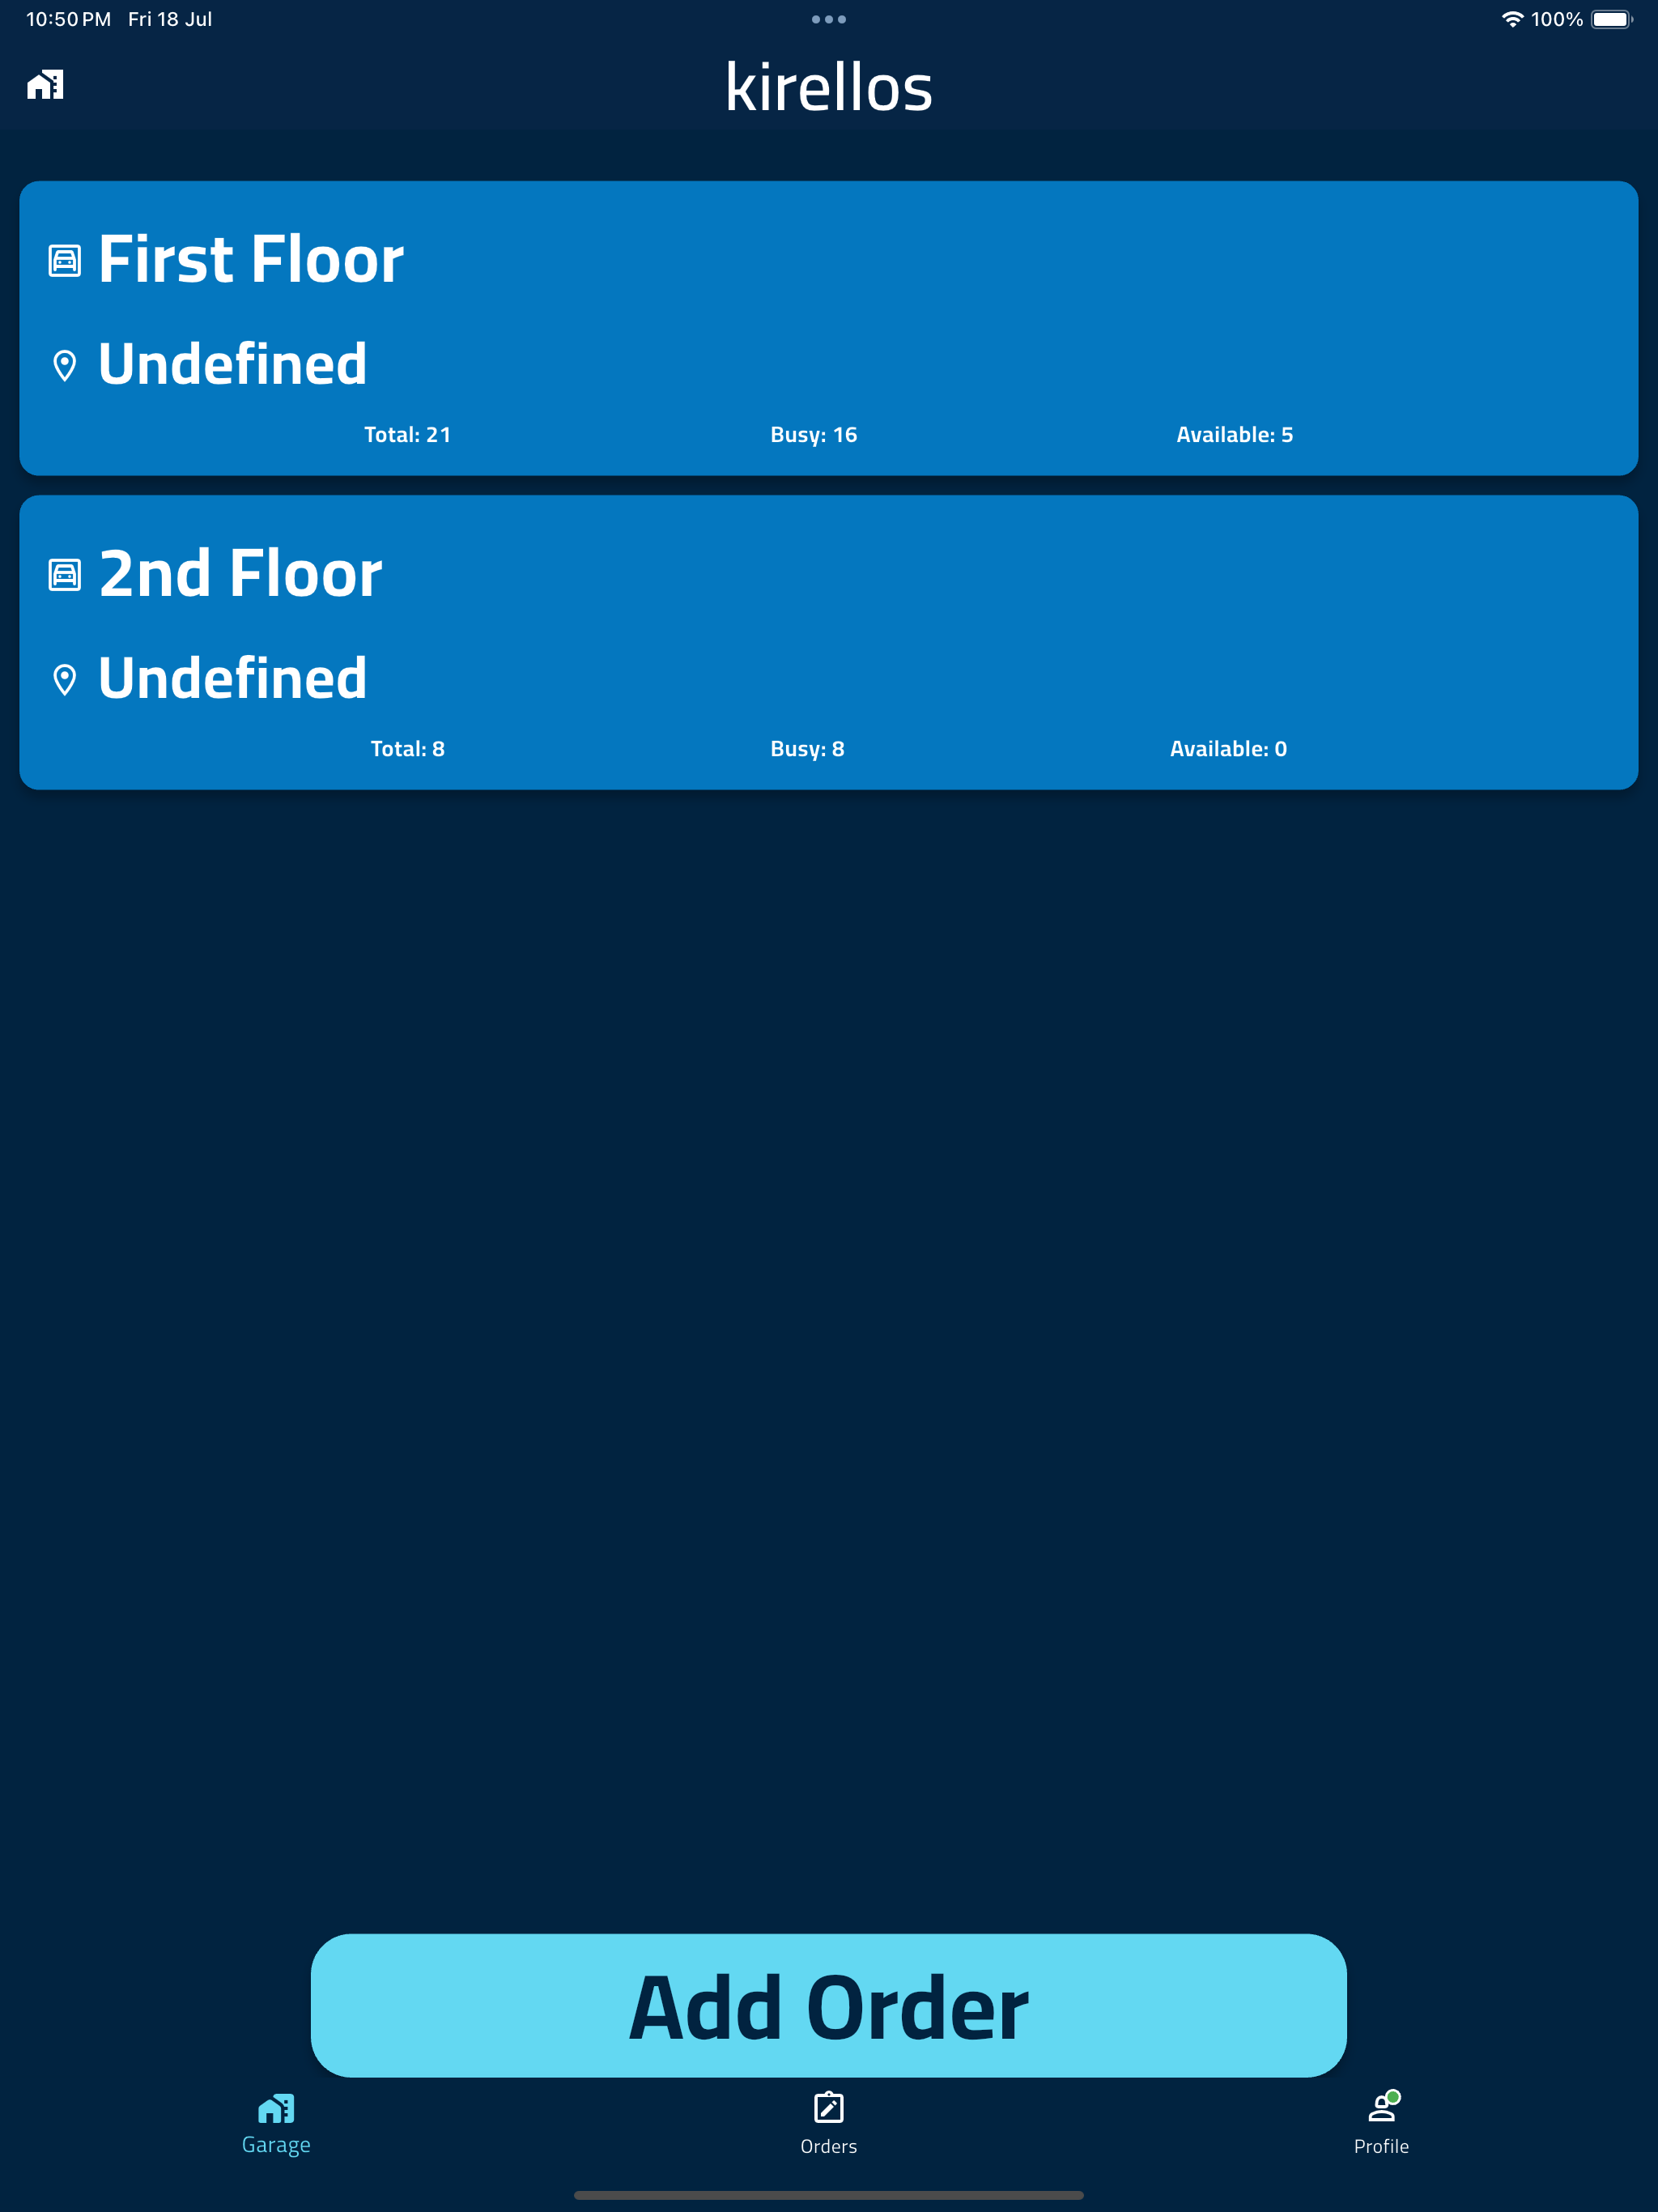 10:50 PM Fri 18 Jul
100%
kirellos
First Floor
Undefined
Total: 21 Busy: 16 Available: 5
2nd Floor
Undefined
Total: 8 Busy: 8 Available: 0
Add Order
Garage Orders Profile